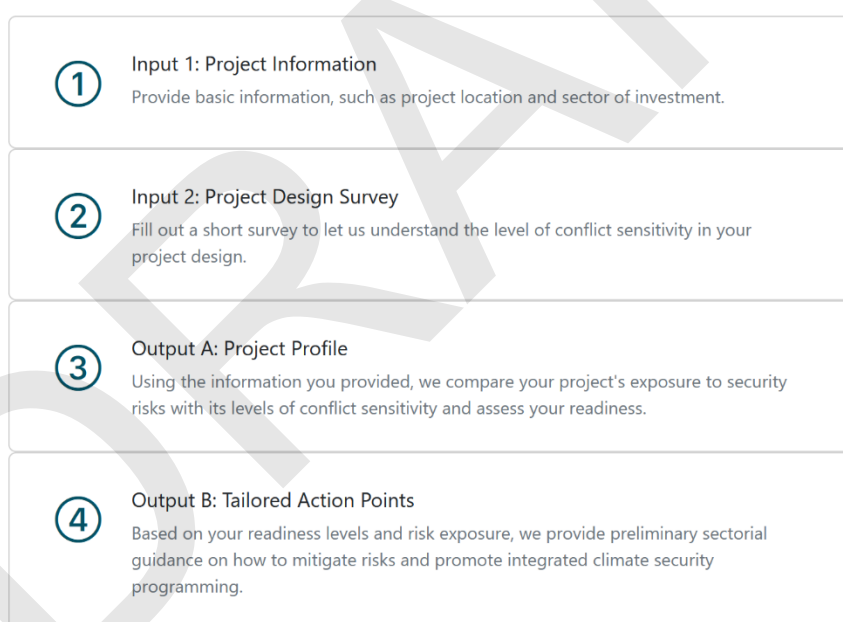 1
Input 1: Project Information
Provide basic information, such as project location and sector of investment.
2
Input 2: Project Design Survey
Fill out a short survey to let us understand the level of conflict sensitivity in your
project design.
3
Output A: Project Profile
Using the information you provided, we compare your project's exposure to security
risks with its levels of conflict sensitivity and assess your readiness.
4
Output B: Tailored Action Points
Based on your readiness levels and risk exposure, we provide preliminary sectorial
guidance on how to mitigate risks and promote integrated climate security
programming.
DRA